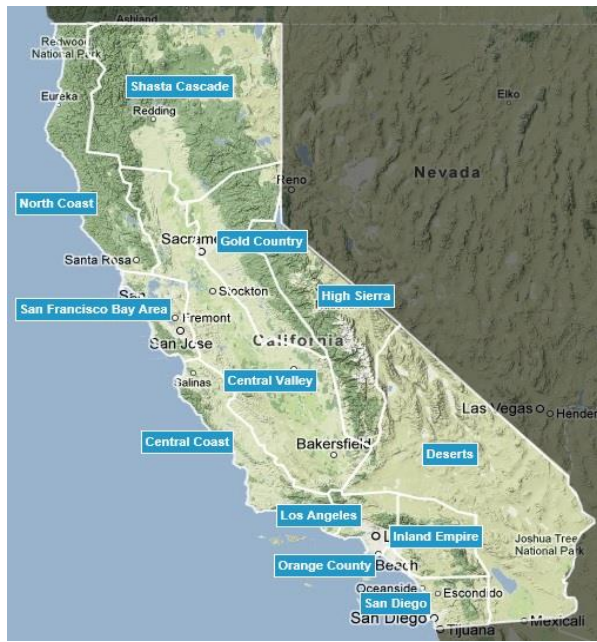 Ashland
Redwood
National Park
Shasta Cascade
Eureka
Redding
Elko
Nevada
Reno
North Coast
Gold Country
Santa Rosa
High Sierra
Stockton
San Francisco Bay Area
Fremont
California
San Jose
Central Valley
Salinas
Las Vegas
Central Coast
Bakersfield
Deserts
Los Angeles
Inland Empire
Joshua Tree
National Park
Orange County
Beach
Oceanside
Escondido
San Diego
San Diego
Tijuana
Mexicali